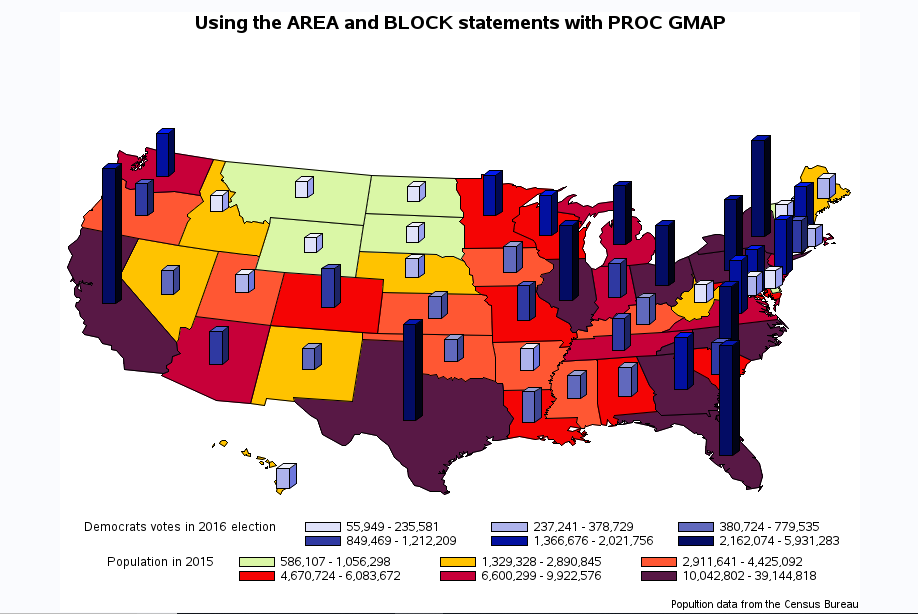 Using the AREA and BLOCK statements with PROC GMAP
Democrats votes in 2016 election 55,949 - 235,581 237,241 - 378,729 380,724 - 779,535
849,469 - 1,212,209 1,366,676 - 2,021,756 2,162,074 - 5,931,283
Population in 2015 586,107 - 1,056,298 1,329,328 - 2,890,845 2,911,641 - 4,425,092
4,670,724 - 6,083,672 6,600,299 - 9,922,576 10,042,802 - 39,144,818
Popultion data from the Census Bureau